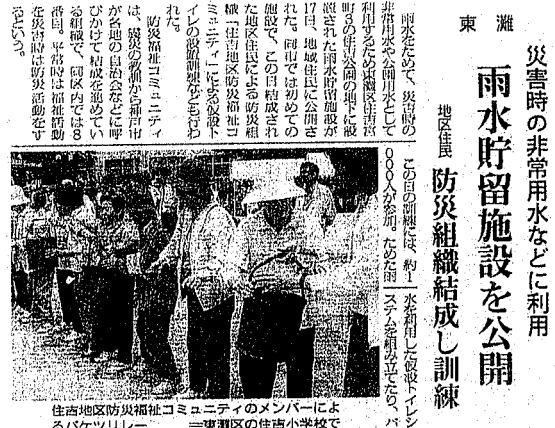 災害時の非常用水などに利用
東灘
雨水貯留施設を公開
地区住民 防災組織結成し訓練
雨水をためて、災害時の
非常用水や公園用水として
利用するため東灘区住吉宮
町3の住吉公園の地下に設
置された雨水貯留施設が
17日、地域住民に公開さ
れた。同市では初めての
施設で、この日結成され
た地区住民による防災組
織「住吉地区防災福祉コ
ミュニティ」による仮設ト
イレの設置訓練なども行わ
れた。
防災福祉コミュニティ
は、震災の教訓から神戸市
が各地の自治会などに呼
びかけて結成を進めてい
る組織で、同区内では8
番目。平常時は福祉活動
を災害時は防災活動をす
るという。
この日の訓練には、約1
000人が参加。ためた雨
水を利用した仮設トイレシ
ステムを組み立てたり、バ
住吉地区防災福祉コミュニティのメンバーによ
るバケツリレー ＝東灘区の住吉小学校で